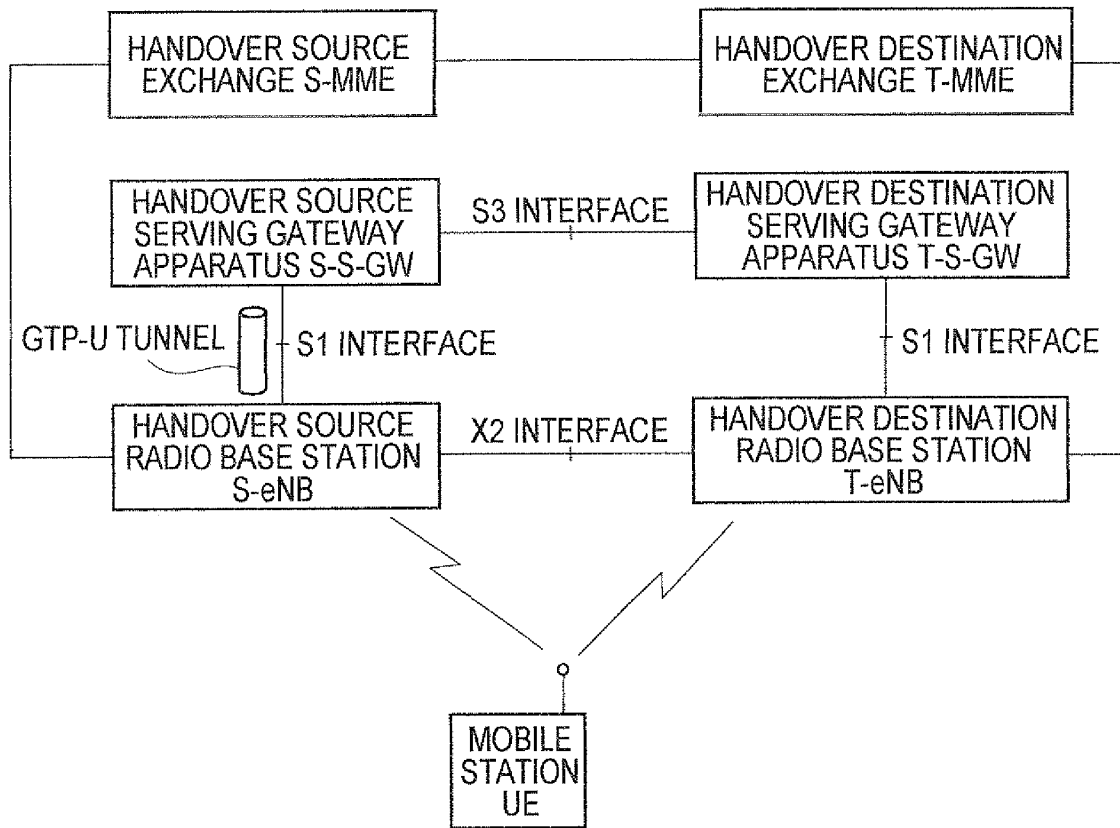 HANDOVER SOURCE
EXCHANGE S-MME
HANDOVER DESTINATION
EXCHANGE T-MME
HANDOVER SOURCE
SERVING GATEWAY
APPARATUS S-S-GW
S3 INTERFACE
HANDOVER DESTINATION
SERVING GATEWAY
APPARATUS T-S-GW
GTP-U TUNNEL
S1 INTERFACE
S1 INTERFACE
HANDOVER SOURCE
RADIO BASE STATION
S-eNB
X2 INTERFACE
HANDOVER DESTINATION
RADIO BASE STATION
T-eNB
MOBILE
STATION
UE